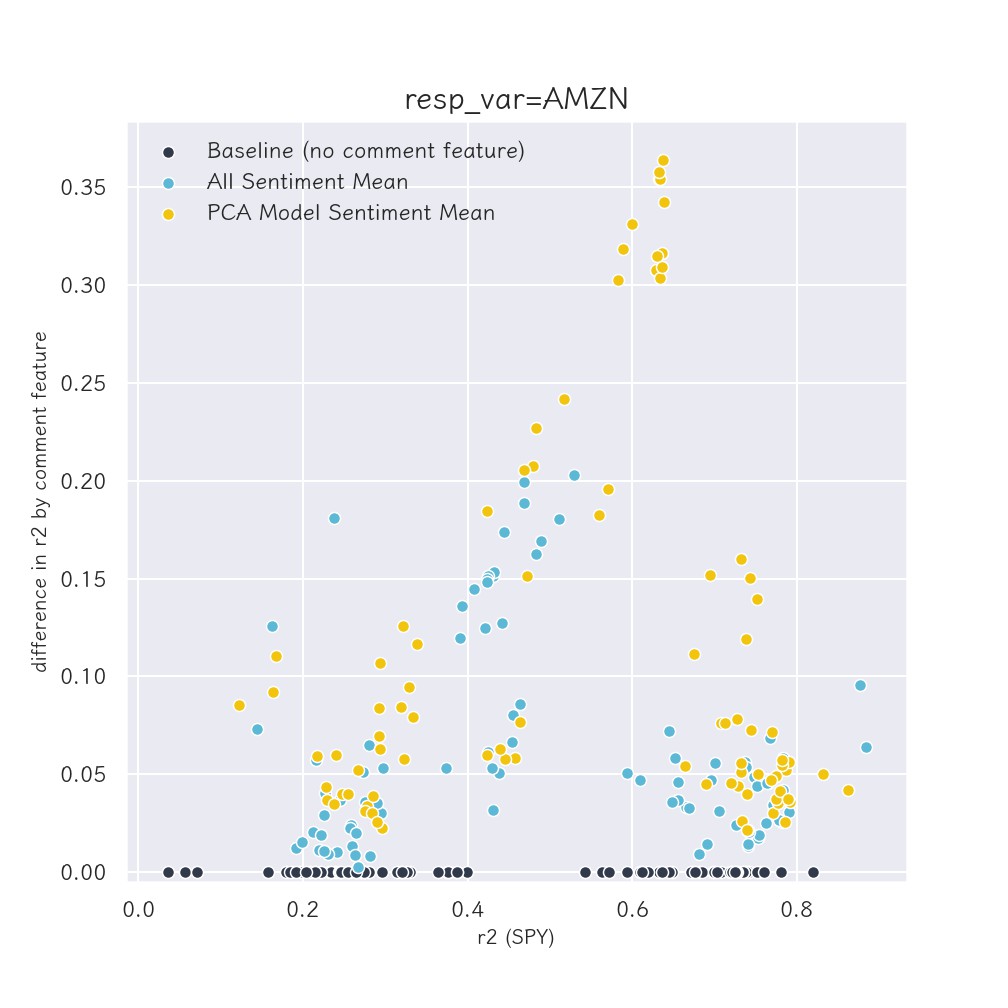 resp_var=AMZN
Baseline (no comment feature)
All Sentiment Mean
PCA Model Sentiment Mean
difference in r2 by comment feature
0.35
0.30
0.25
0.20
0.15
0.10
0.05
0.00
0.0 0.2 0.4 0.6 0.8
r2 (SPY)